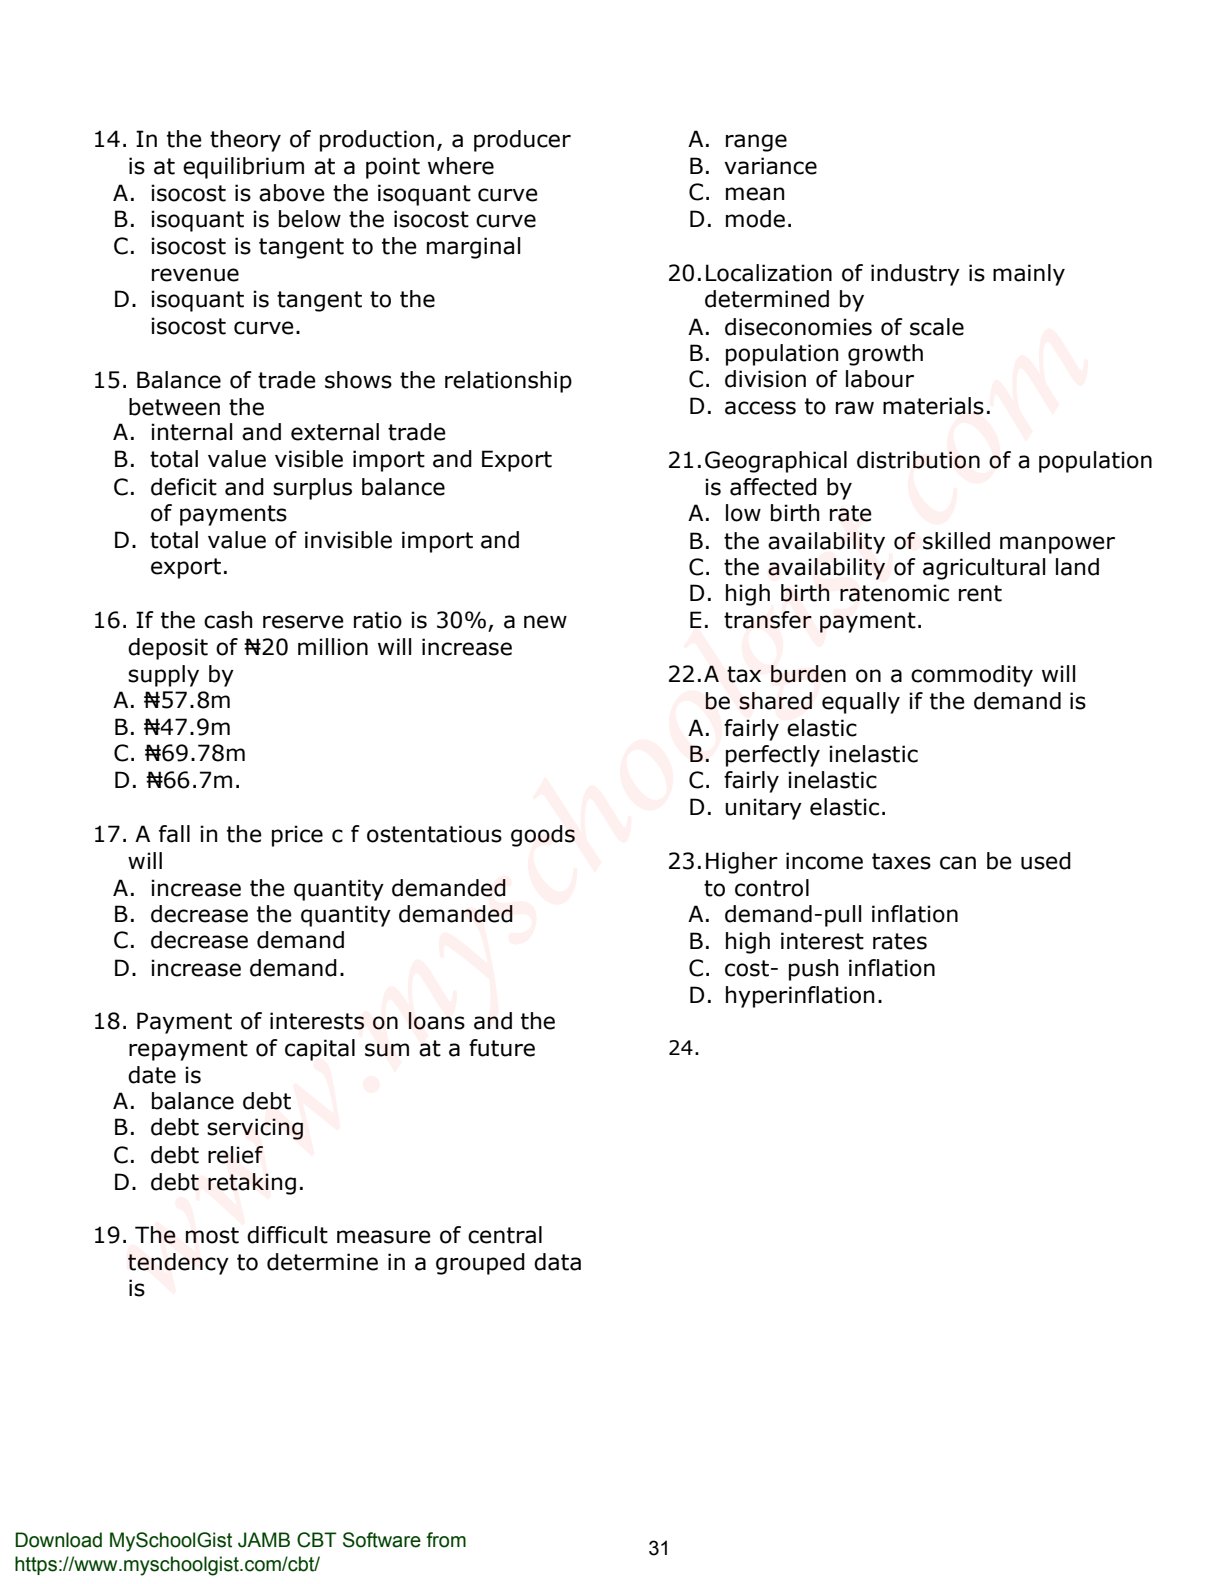 14. In the theory of production, a producer
is at equilibrium at a point where
A. isocost is above the isoquant curve
B. isoquant is below the isocost curve
C. isocost is tangent to the marginal
revenue
D. isoquant is tangent to the
isocost curve.
15. Balance of trade shows the relationship
between the
A. internal and external trade
B. total value visible import and Export
C. deficit and surplus balance
of payments
D. total value of invisible import and
export.
16. If the cash reserve ratio is 30%, a new
deposit of ₦20 million will increase
supply by
A. ₦57.8m
B. ₦47.9m
C. ₦69.78m
D. ₦66.7m.
17. A fall in the price c f ostentatious goods
will
A. increase the quantity demanded
B. decrease the quantity demanded
C. decrease demand
D. increase demand.
18. Payment of interests on loans and the
repayment of capital sum at a future
date is
A. balance debt
B. debt servicing
C. debt relief
D. debt retaking.
19. The most difficult measure of central
tendency to determine in a grouped data
is
A. range
B. variance
C. mean
D. mode.
20.Localization of industry is mainly
determined by
A. diseconomies of scale
B. population growth
C. division of labour
D. access to raw materials.
21.Geographical distribution of a population
is affected by
A. low birth rate
B. the availability of skilled manpower
C. the availability of agricultural land
D. high birth ratenomic rent
E. transfer payment.
22.A tax burden on a commodity will
be shared equally if the demand is
A. fairly elastic
B. perfectly inelastic
C. fairly inelastic
D. unitary elastic.
23.Higher income taxes can be used
to control
A. demand-pull inflation
B. high interest rates
C. cost- push inflation
D. hyperinflation.
24.
www.myschoolgist.com
Download MySchoolGist JAMB CBT Software from
https://www.myschoolgist.com/cbt/
31